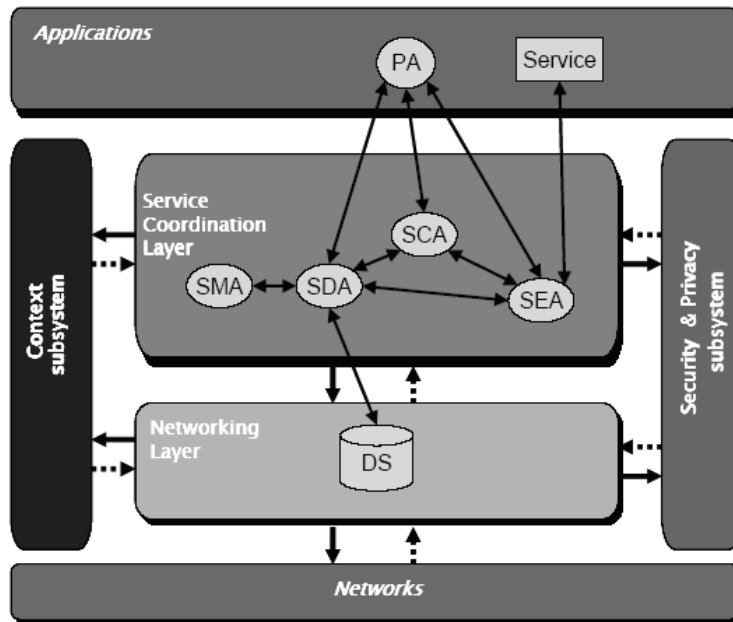 Applications
PA
Service
Service
Coordination
Layer
SCA
SMA
SDA
SEA
Context
subsystem
Security & Privacy
subsystem
Networking
Layer
DS
Networks